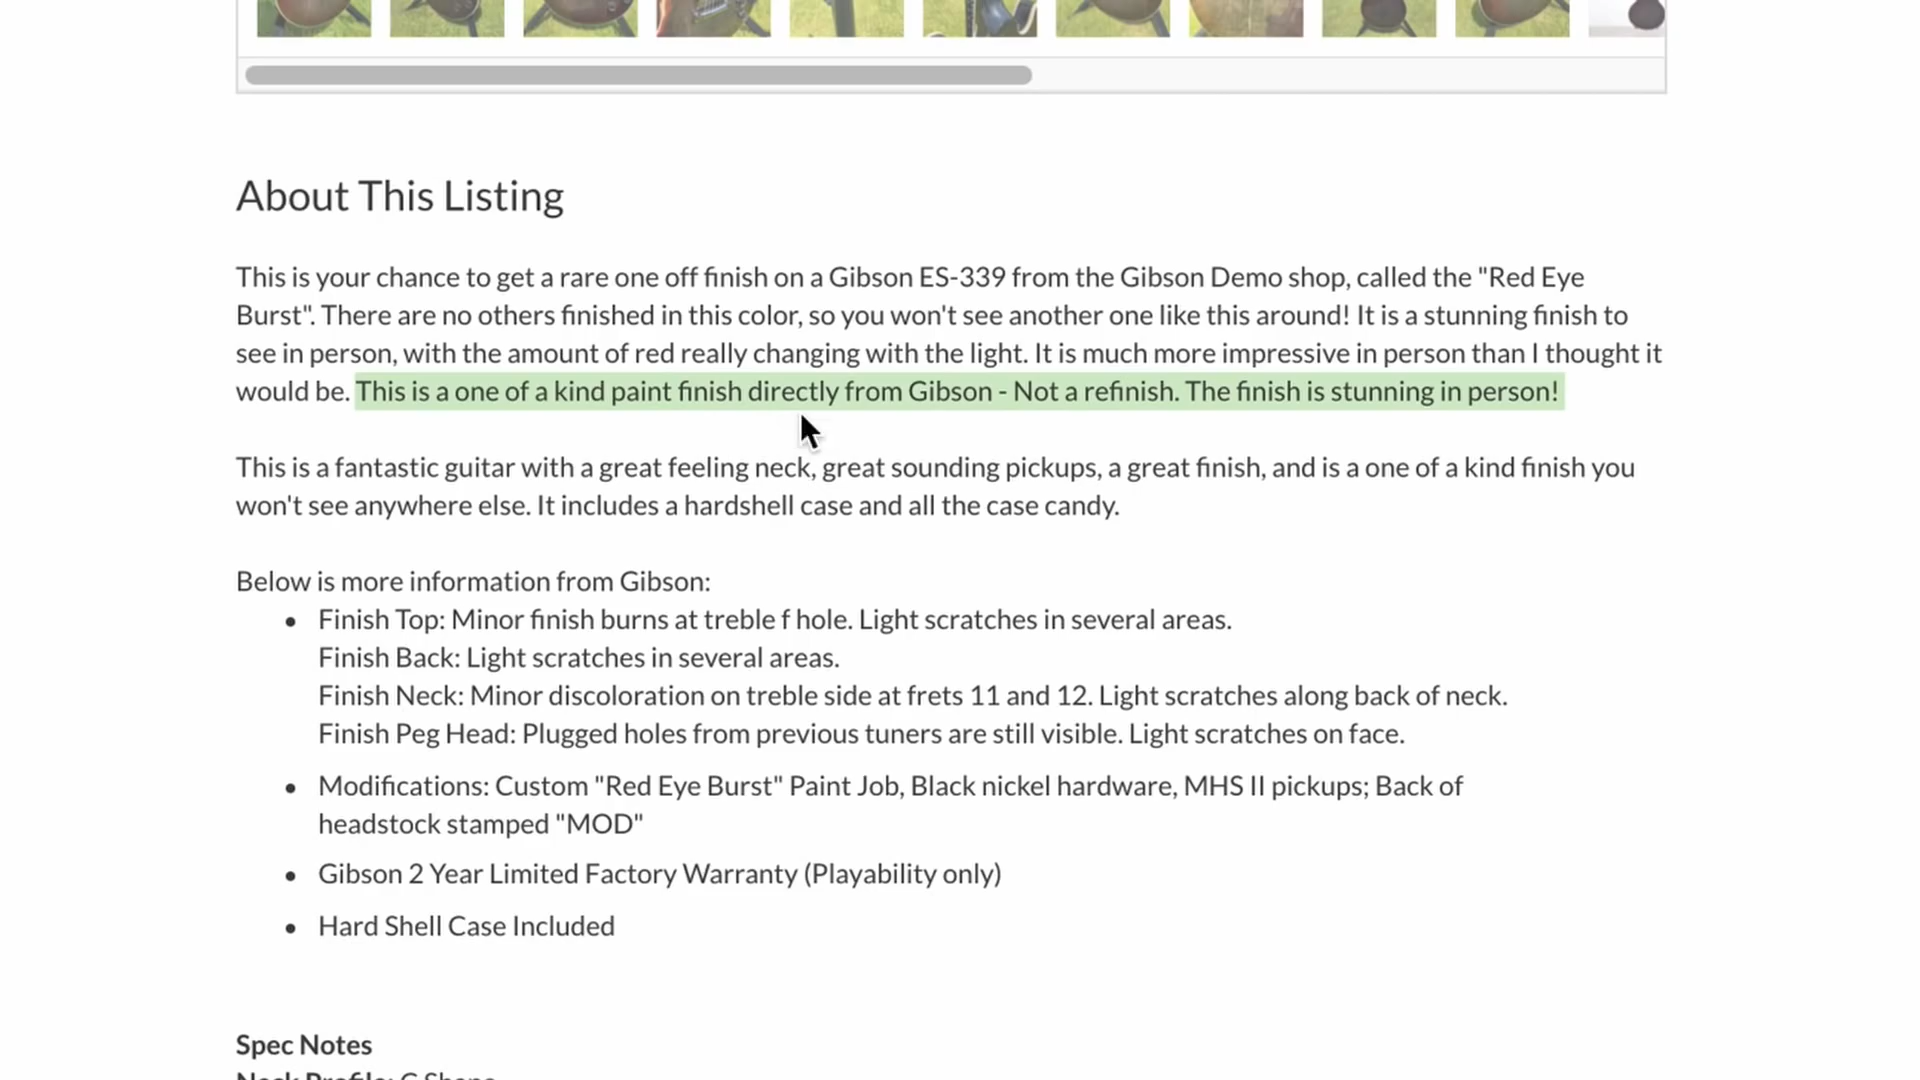 About This Listing
This is your chance to get a rare one off finish on a Gibson ES-339 from the Gibson Demo shop, called the "Red Eye
Burst". There are no others finished in this color, so you won't see another one like this around! It is a stunning finish to
see in person, with the amount of red really changing with the light. It is much more impressive in person than I thought it
would be. This is a one of a kind paint finish directly from Gibson - Not a refinish. The finish is stunning in person!
This is a fantastic guitar with a great feeling neck, great sounding pickups, a great finish, and is a one of a kind finish you
won't see anywhere else. It includes a hardshell case and all the case candy.
Below is more information from Gibson:
• Finish Top: Minor finish burns at treble f hole. Light scratches in several areas.
Finish Back: Light scratches in several areas.
Finish Neck: Minor discoloration on treble side at frets 11 and 12. Light scratches along back of neck.
Finish Peg Head: Plugged holes from previous tuners are still visible. Light scratches on face.
• Modifications: Custom "Red Eye Burst" Paint Job, Black nickel hardware, MHS II pickups; Back of
headstock stamped "MOD"
• Gibson 2 Year Limited Factory Warranty (Playability only)
• Hard Shell Case Included
Spec Notes
Neck Profile: C Shape